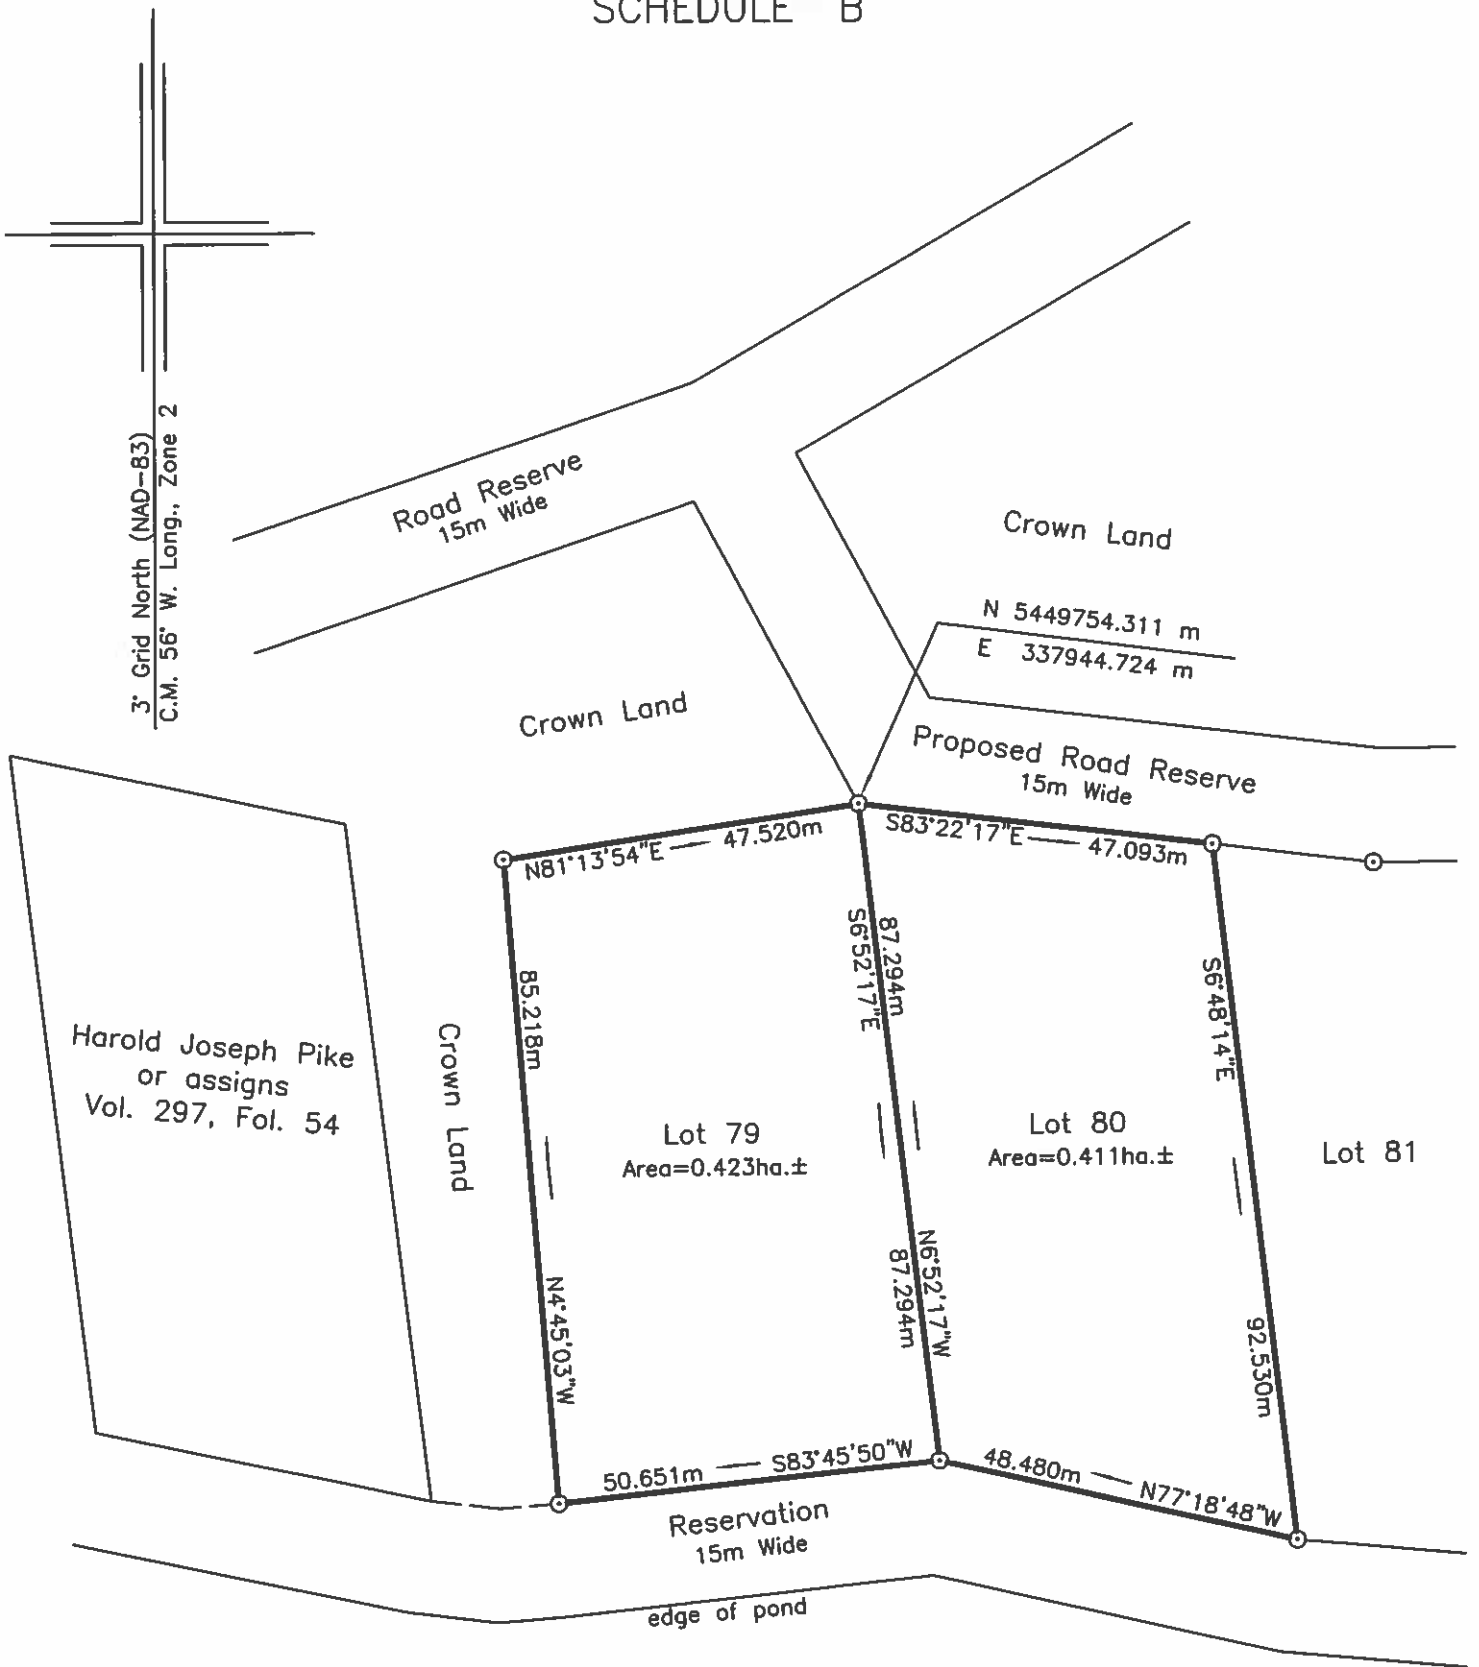 SCHEDULE B
3° Grid North (NAD-83)
C.M. 56° W. Long., Zone 2
Road Reserve
15m Wide
Crown Land
N 5449754.311 m
E 337944.724 m
Crown Land
Proposed Road Reserve
15m Wide
N81°13'54"E 47.520m
S83°22'17"E 47.093m
85.218m
N4°45'03"W
S6°52'17"E
87.294m
S6°48'14"E
92.530m
Harold Joseph Pike
or assigns
Vol. 297, Fol. 54
Crown Land
Lot 79
Area=0.423ha.±
Lot 80
Area=0.411ha.±
Lot 81
N6°52'17"W
87.294m
50.651m S83°45'50"W
48.480m N77°18'48"W
Reservation
15m Wide
edge of pond